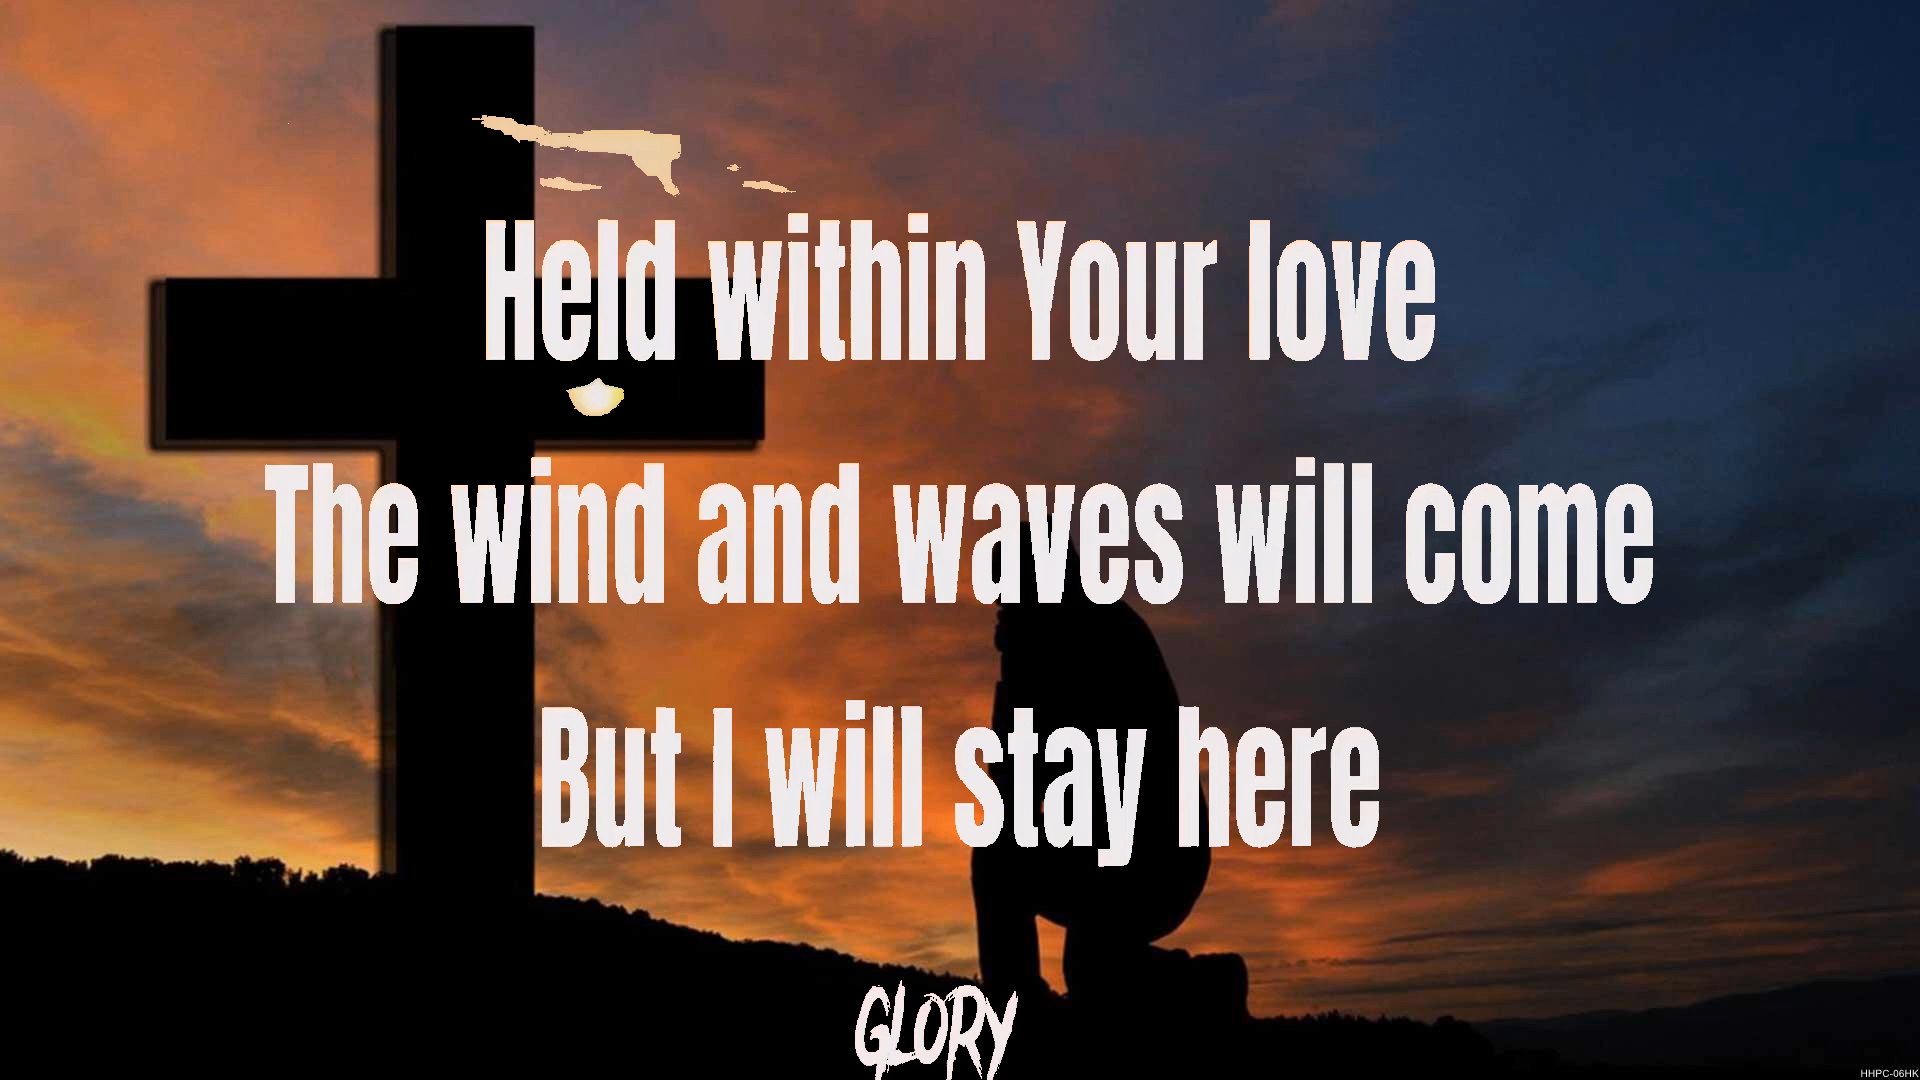 Held within Your love
The wind and waves will come
But I will stay here
GLORY
HHPC-06HK